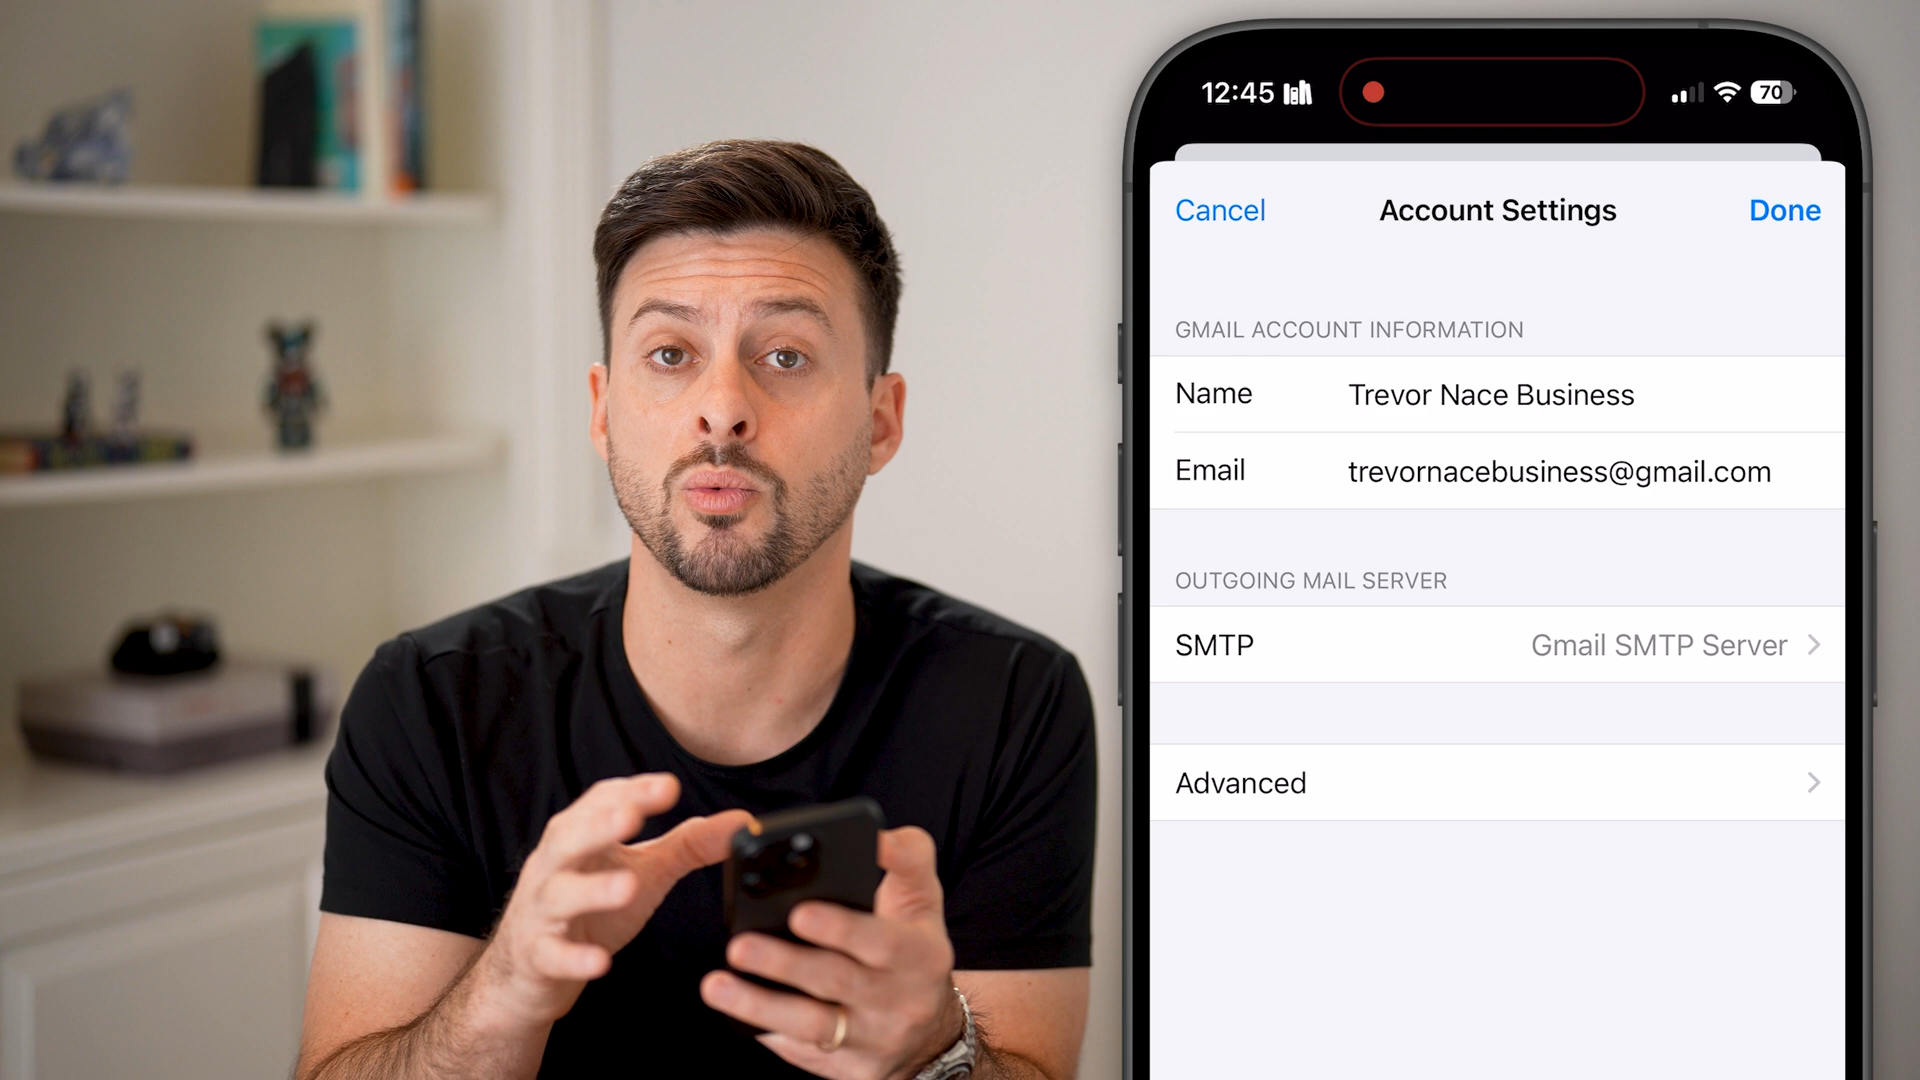 12:45
70
Cancel
Account Settings
Done
GMAIL ACCOUNT INFORMATION
Name
Trevor Nace Business
Email
trevornacebusiness@gmail.com
OUTGOING MAIL SERVER
SMTP
Gmail SMTP Server
Advanced